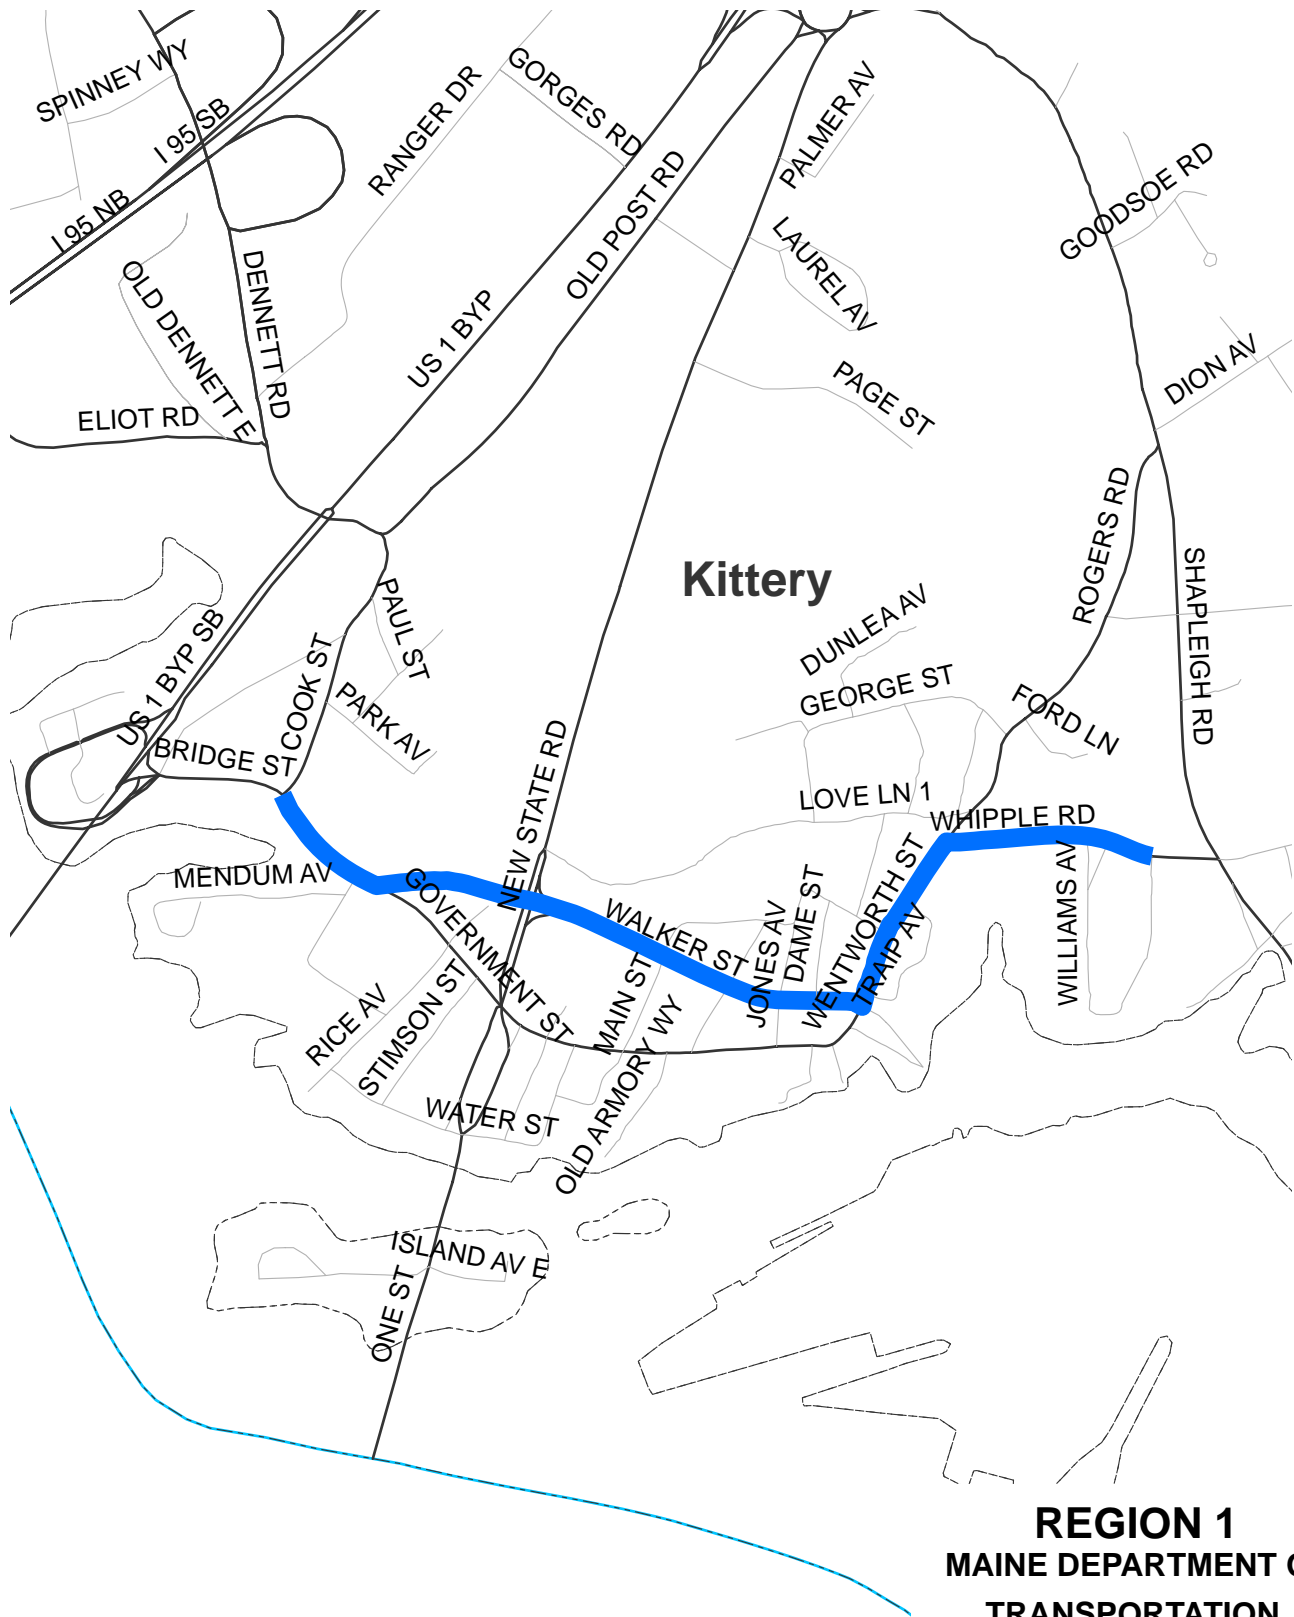 SPINNEY WY
I 95 SB
I 95 NB
RANGER DR
GORGES RD
PALMER AV
GOODSOE RD
OLD POST RD
LAUREL AV
OLD DENNETT E
DENNETT RD
US 1 BYP
DION AV
PAGE ST
ELIOT RD
ROGERS RD
Kittery
SHAPLEIGH RD
PAUL ST
DUNLEA AV
US 1 BYP SB
COOK ST
GEORGE ST
FORD LN
PARK AV
BRIDGE ST
NEW STATE RD
LOVE LN 1
WHIPPLE RD
MENDUM AV
GOVERNMENT ST
WALKER ST
JONES AV
DAME ST
WENTWORTH ST
TRAIP AV
WILLIAMS AV
RICE AV
STIMSON ST
MAIN ST
OLD ARMORY WY
WATER ST
ISLAND AV E
ONE ST
REGION 1
MAINE DEPARTMENT
TRANSPORTATION